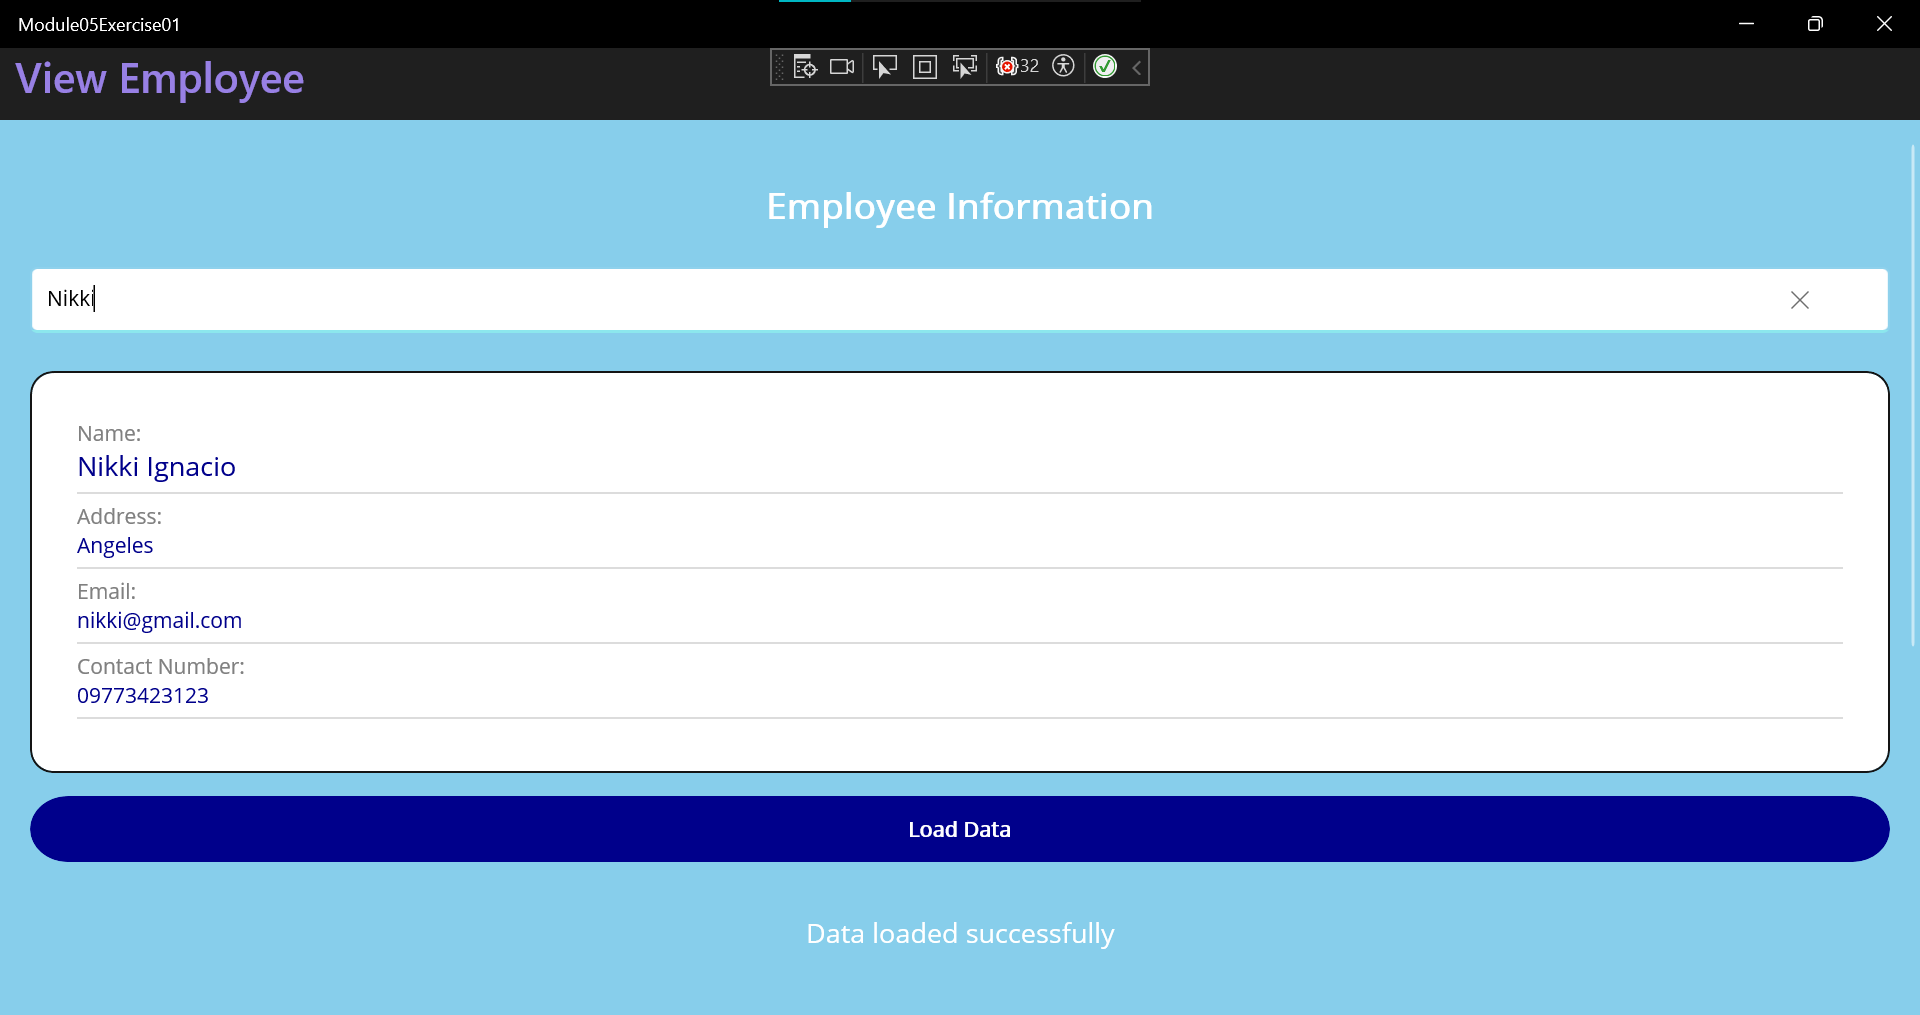 Module05Exercise01
View Employee
32
Employee Information
Nikki
Name:
Nikki Ignacio
Address:
Angeles
Email:
nikki@gmail.com
Contact Number:
09773423123
Load Data
Data loaded successfully